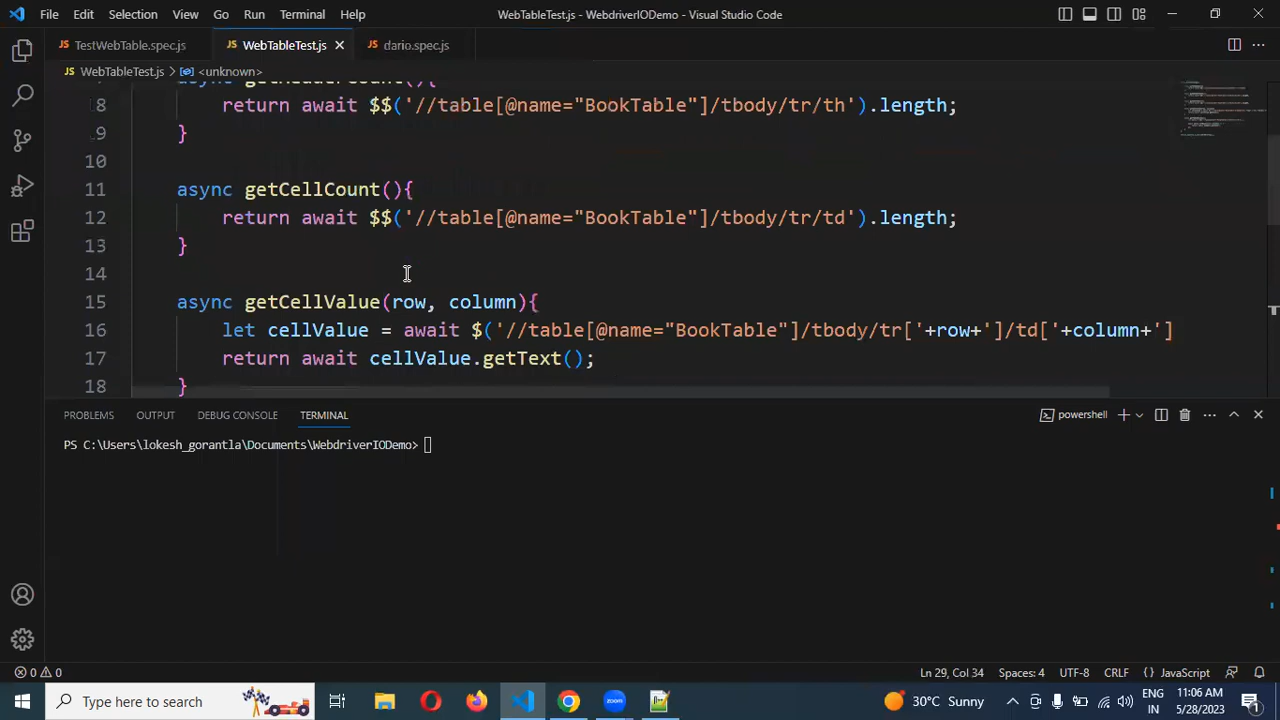 File Edit Selection View Go Run Terminal Help WebTableTest.js - WebdriverIODemo - Visual Studio Code
TestWebTable.spec.js WebTableTest.js dario.spec.js
WebTableTest.js <unknown>
8 return await $$('//table[@name="BookTable"]/tbody/tr/th').length;
9 }
10
11 async getCellCount(){
12 return await $$('//table[@name="BookTable"]/tbody/tr/td').length;
13 }
14
15 async getCellValue(row, column){
16 let cellValue = await $('//table[@name="BookTable"]/tbody/tr['+row+']/td['+column+']
17 return await cellValue.getText();
18 }
PROBLEMS OUTPUT DEBUG CONSOLE TERMINAL powershell
PS C:\Users\lokesh_gorantla\Documents\WebdriverIODemo>
0 0 Ln 29, Col 34 Spaces: 4 UTF-8 CRLF {} JavaScript
Type here to search 30°C Sunny ENG IN 11:06 AM 5/28/2023